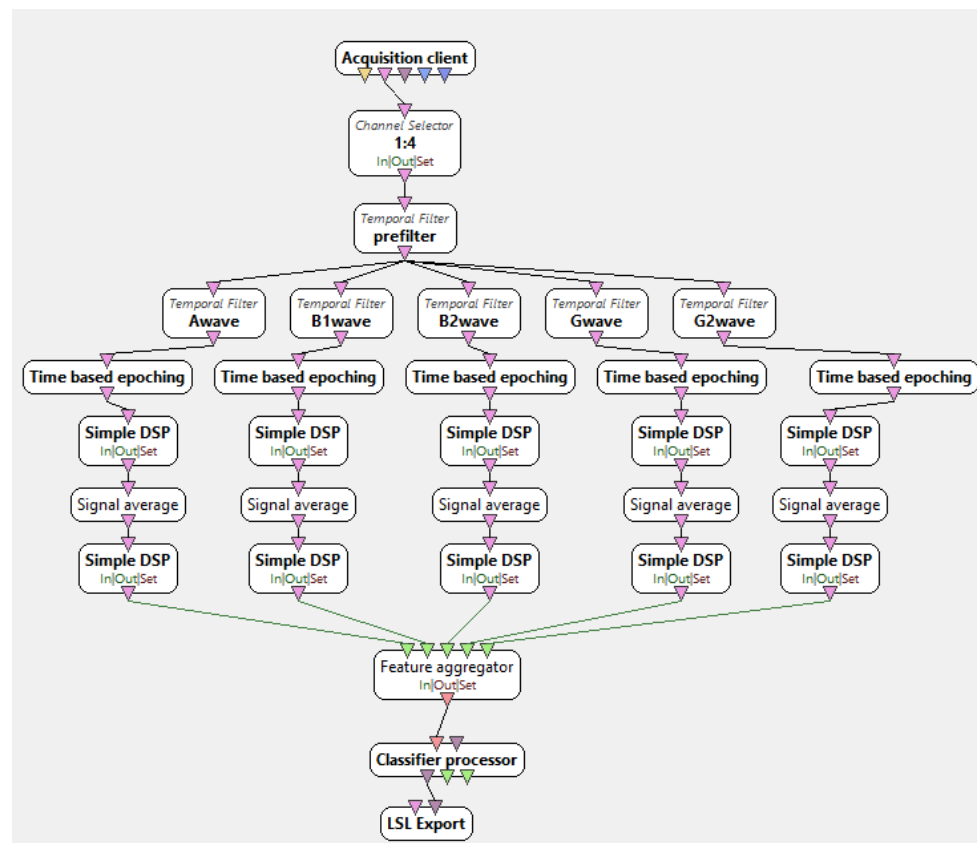 Acquisition client
Channel Selector
1:4
In|Out|Set
Temporal Filter
prefilter
Temporal Filter Temporal Filter Temporal Filter Temporal Filter Temporal Filter
Awave B1wave B2wave Gwave G2wave
Time based epoching Time based epoching Time based epoching Time based epoching Time based epoching
Simple DSP Simple DSP Simple DSP Simple DSP Simple DSP
In|Out|Set In|Out|Set In|Out|Set In|Out|Set In|Out|Set
Signal average Signal average Signal average Signal average Signal average
Simple DSP Simple DSP Simple DSP Simple DSP Simple DSP
In|Out|Set In|Out|Set In|Out|Set In|Out|Set In|Out|Set
Feature aggregator
In|Out|Set
Classifier processor
LSL Export